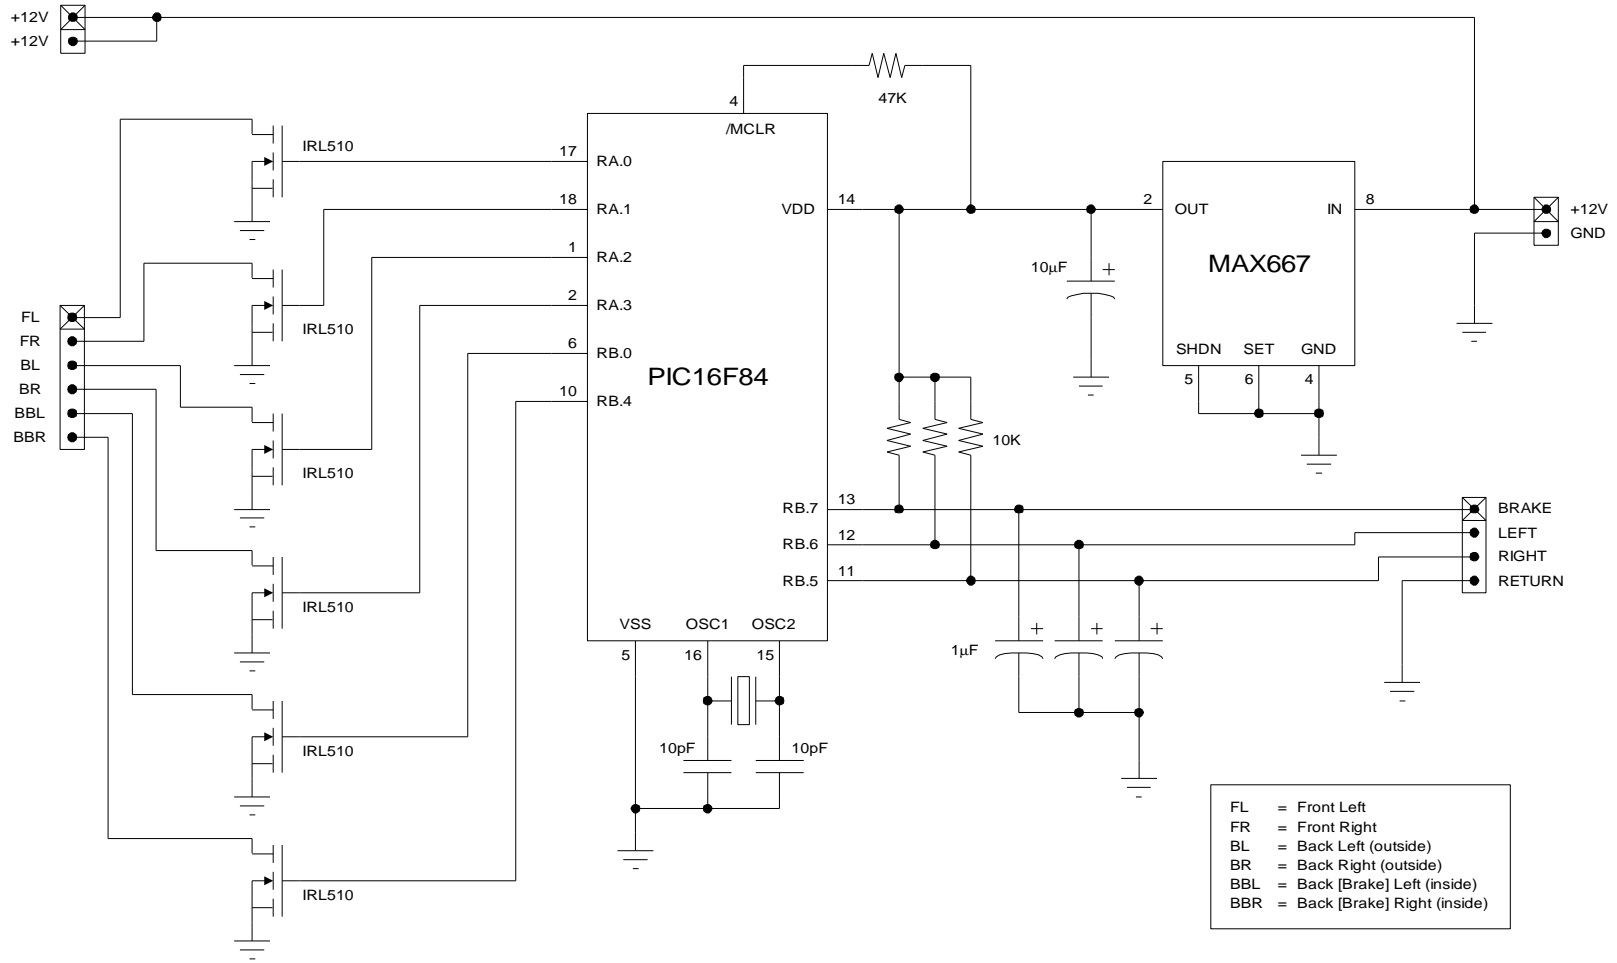 +12V
+12V
47K
4
/MCLR
IRL510
17
RA.0
18
RA.1
1
RA.2
2
RA.3
6
RB.0
10
RB.4
VDD
14
2
OUT
IN
8
+12V
GND
MAX667
10µF
+
SHDN
SET
GND
5
6
4
IRL510
FL
FR
BL
BR
BBL
BBR
PIC16F84
10K
IRL510
RB.7
13
RB.6
12
RB.5
11
BRAKE
LEFT
RIGHT
RETURN
IRL510
VSS
OSC1
OSC2
5
16
15
1µF
+
+
+
IRL510
10pF
10pF
IRL510
FL = Front Left
FR = Front Right
BL = Back Left (outside)
BR = Back Right (outside)
BBL = Back [Brake] Left (inside)
BBR = Back [Brake] Right (inside)